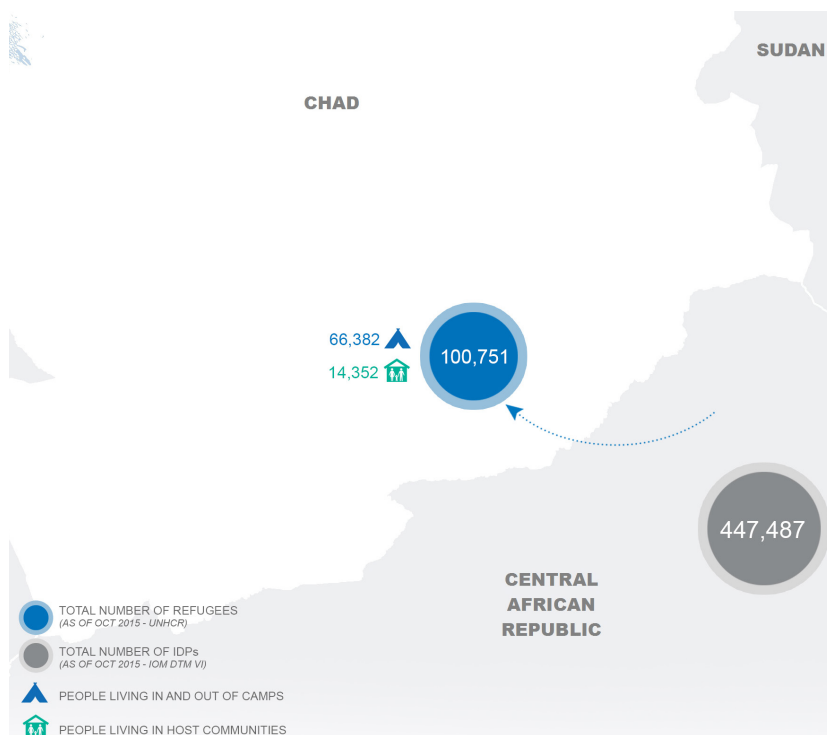 SUDAN
CHAD
66,382
100,751
14,352
447,487
CENTRAL
AFRICAN
REPUBLIC
TOTAL NUMBER OF REFUGEES
(AS OF OCT 2015 - UNHCR)
TOTAL NUMBER OF IDPs
(AS OF OCT 2015 - IOM DTM VI)
PEOPLE LIVING IN AND OUT OF CAMPS
PEOPLE LIVING IN HOST COMMUNITIES